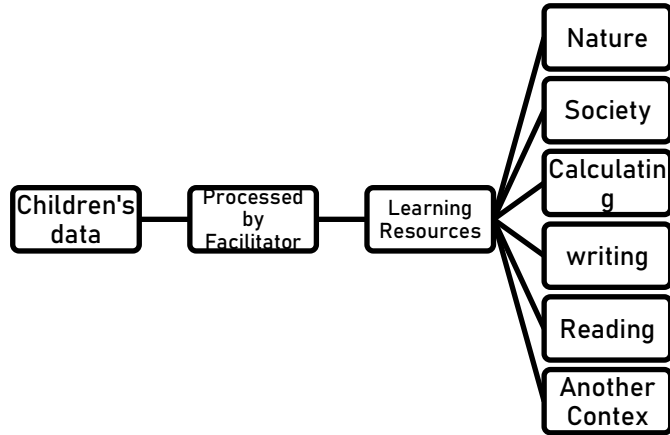 Children's
data
Processed
by
Facilitator
Learning
Resources
Nature
Society
Calculatin
g
writing
Reading
Another
Contex